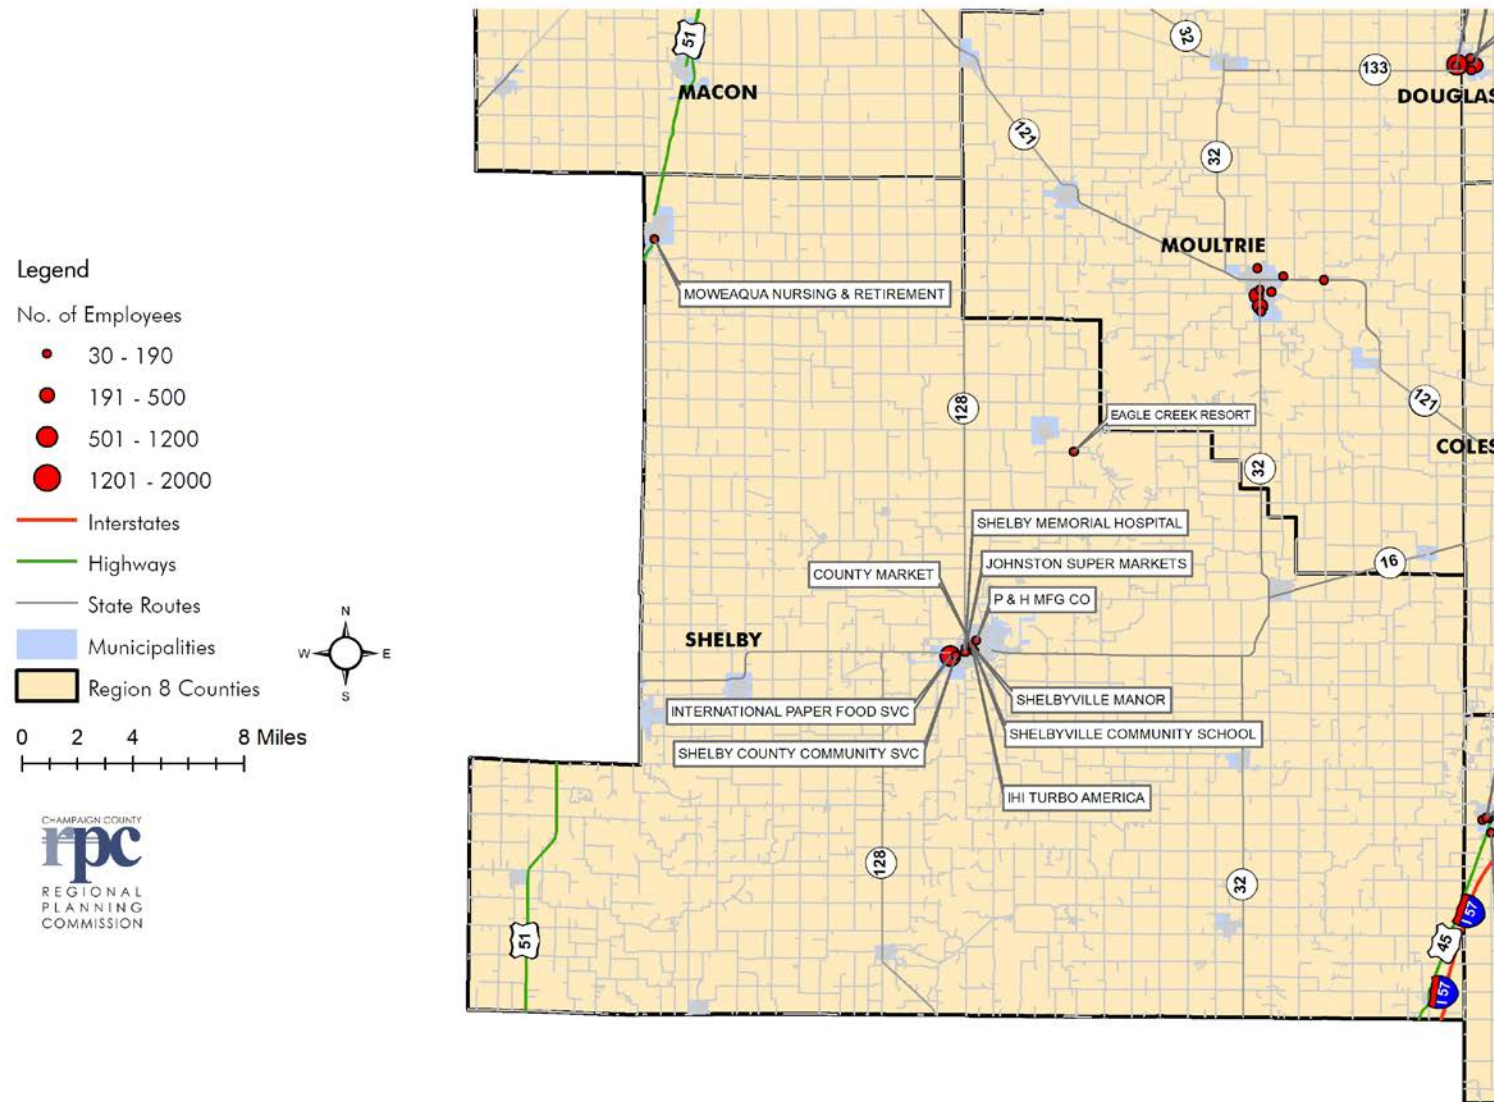 51
MACON
32
133
DOUGLAS
121
32
MOULTRIE
MOWEAQUA NURSING & RETIREMENT
Legend
No. of Employees
30 - 190
191 - 500
501 - 1200
1201 - 2000
Interstates
Highways
State Routes
Municipalities
Region 8 Counties
N
W
E
S
0 2 4 8 Miles
CHAMPAIGN COUNTY
rpc
REGIONAL
PLANNING
COMMISSION
128
EAGLE CREEK RESORT
121
COLES
32
SHELBY MEMORIAL HOSPITAL
COUNTY MARKET
JOHNSTON SUPER MARKETS
16
P & H MFG CO
SHELBY
SHELBYVILLE MANOR
INTERNATIONAL PAPER FOOD SVC
SHELBYVILLE COMMUNITY SCHOOL
SHELBY COUNTY COMMUNITY SVC
IHI TURBO AMERICA
128
32
51
I 57
45
I 57